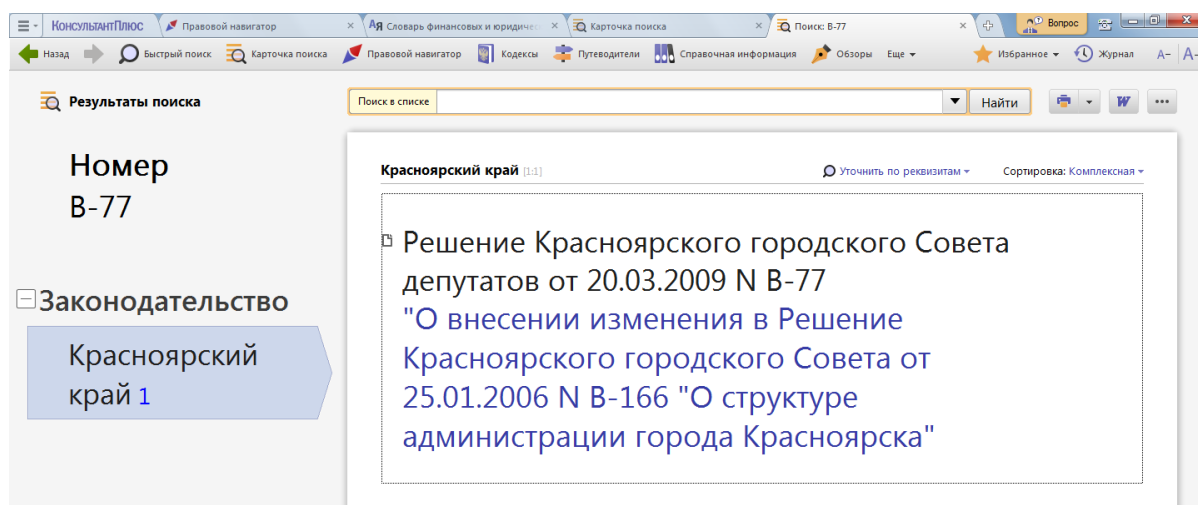 КонсультантПлюс Правовой навигатор Словарь финансовых и юридичес Карточка поиска Поиск: В-77 Вопрос
Назад Быстрый поиск Карточка поиска Правовой навигатор Кодексы Путеводители Справочная информация Обзоры Еще Избранное Журнал А− А
Результаты поиска
Поиск в списке Найти W
Номер
В-77
Красноярский край [1:1] Уточнить по реквизитам Сортировка: Комплексная
Законодательство
Красноярский
край 1
Решение Красноярского городского Совета
депутатов от 20.03.2009 N В-77
"О внесении изменения в Решение
Красноярского городского Совета от
25.01.2006 N В-166 "О структуре
администрации города Красноярска"